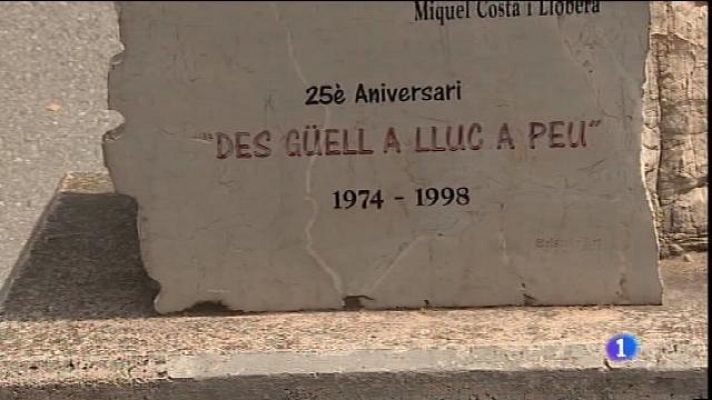 Miquel Costa i Llobera
25è Aniversari
"DES GÜELL A LLUC A PEU"
1974 - 1998
1